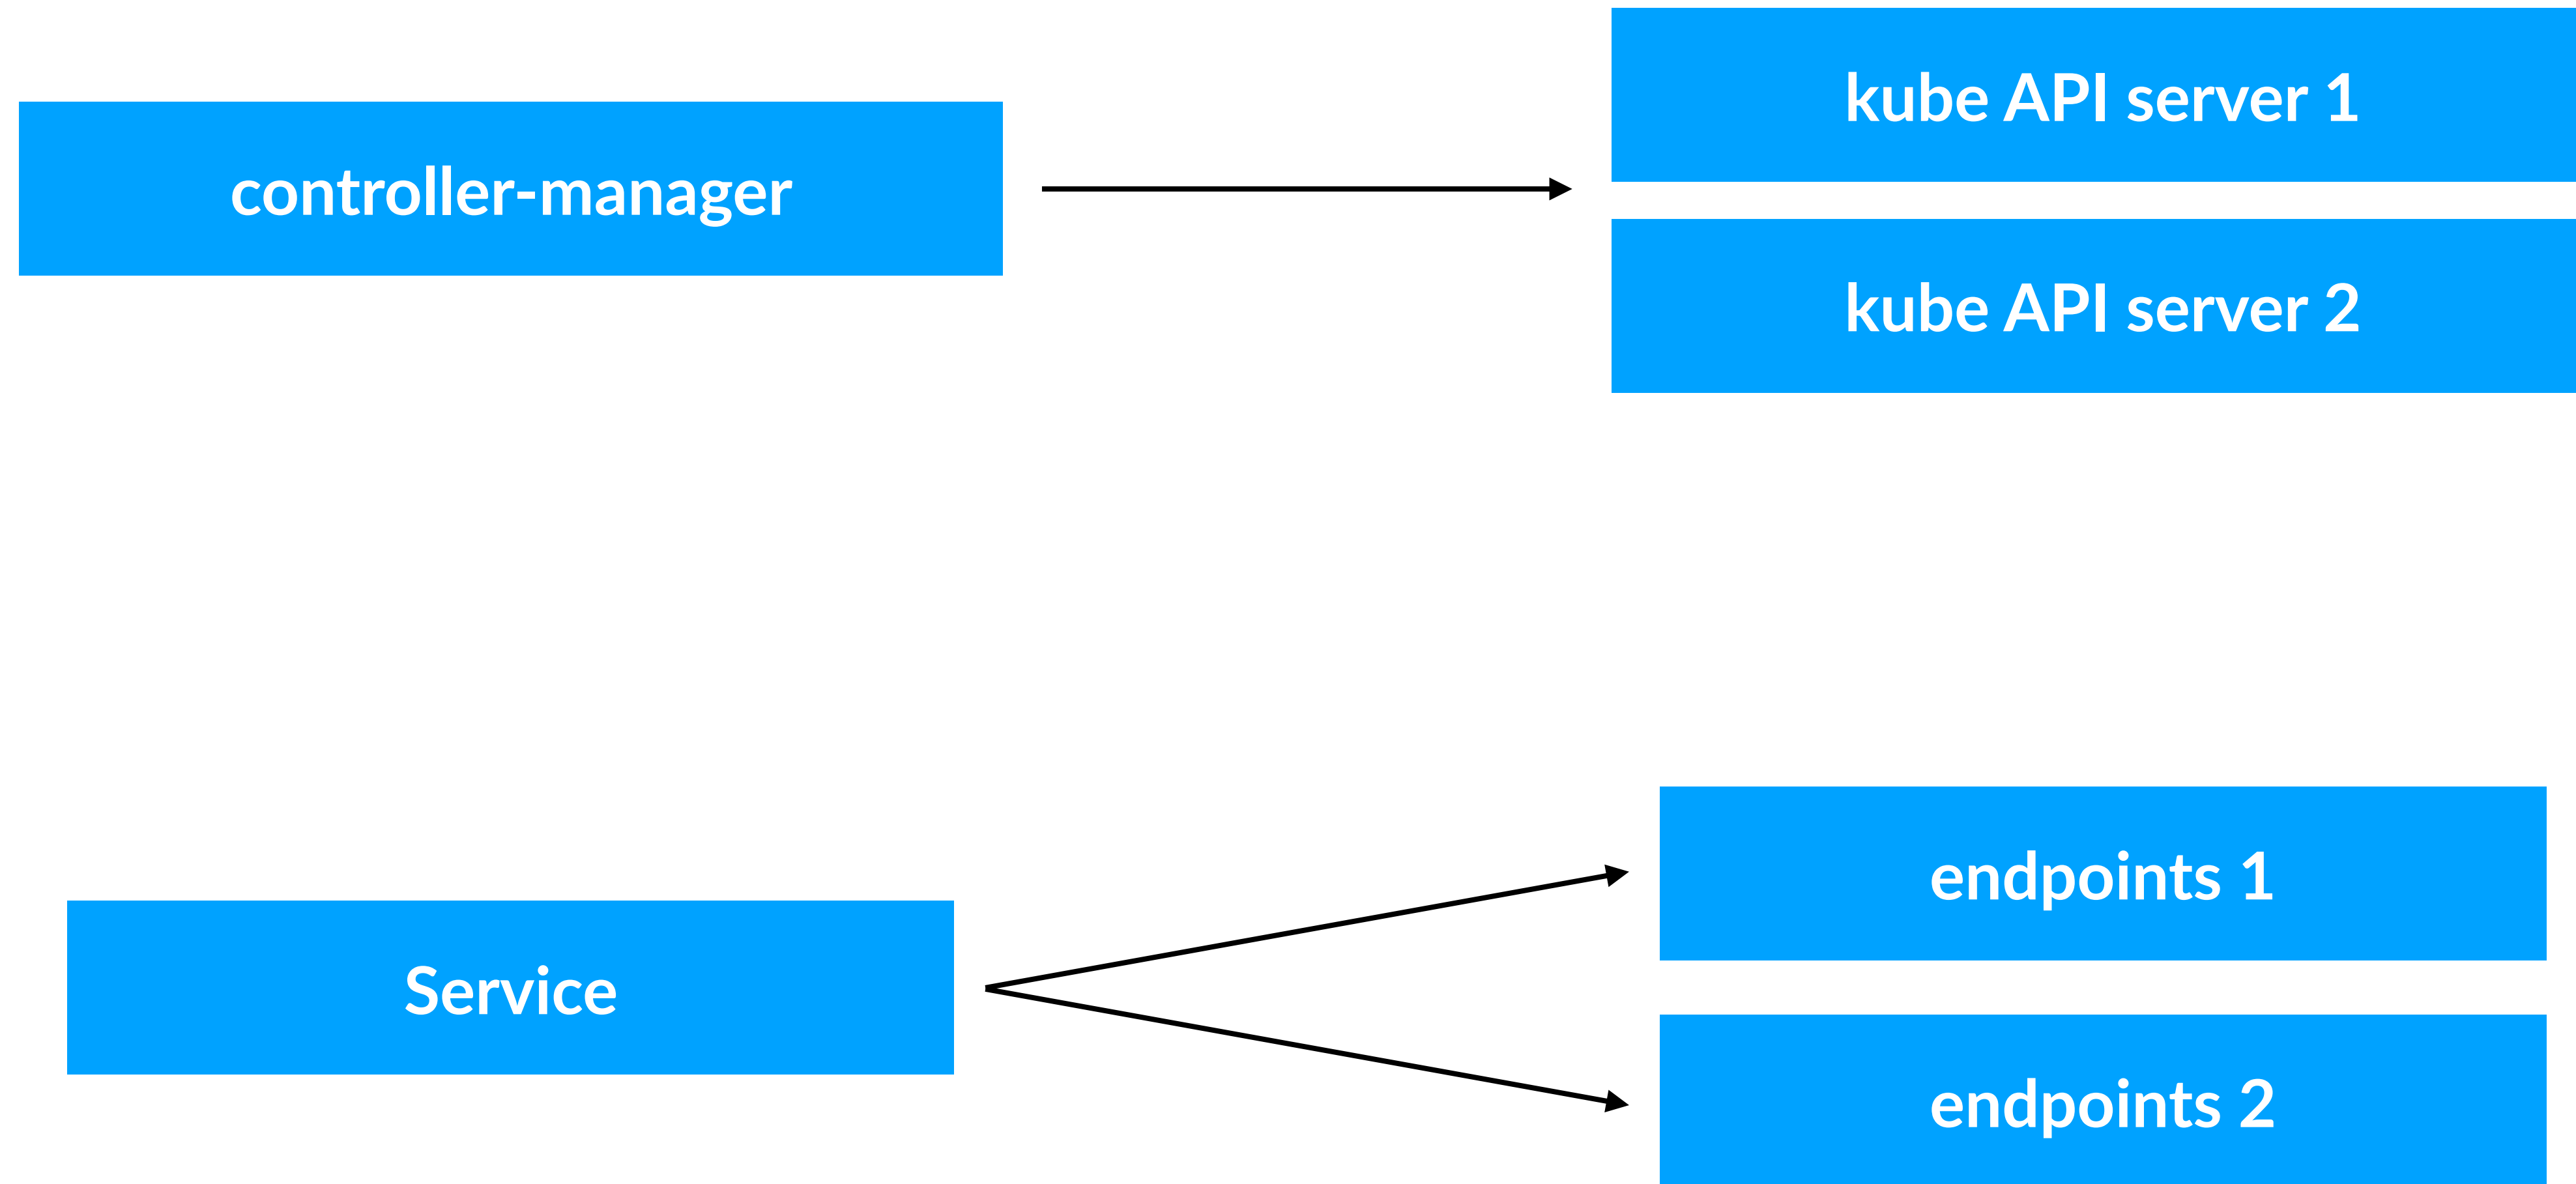 kube API server 1
controller-manager
kube API server 2
endpoints 1
Service
endpoints 2